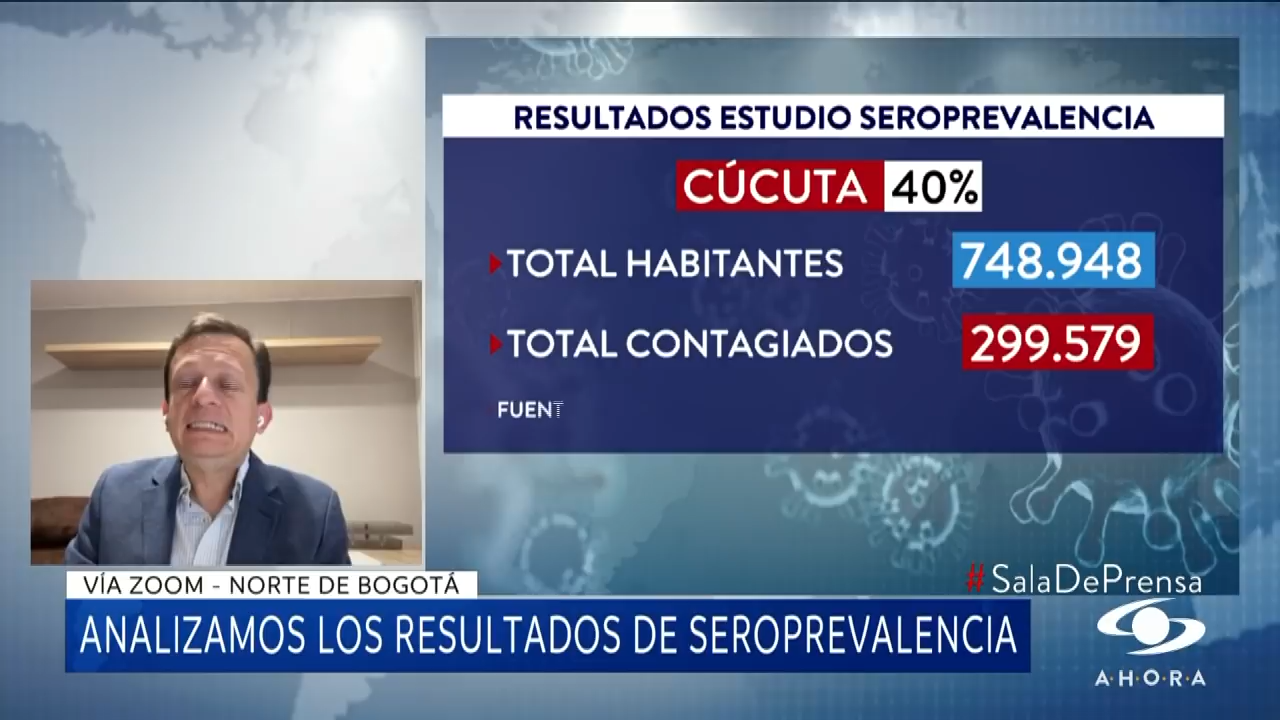 RESULTADOS ESTUDIO SEROPREVALENCIA
CÚCUTA 40%
TOTAL HABITANTES 748.948
TOTAL CONTAGIADOS 299.579
FUENT
#SalaDePrensa
VÍA ZOOM - NORTE DE BOGOTÁ
ANALIZAMOS LOS RESULTADOS DE SEROPREVALENCIA
A·H·O·R·A